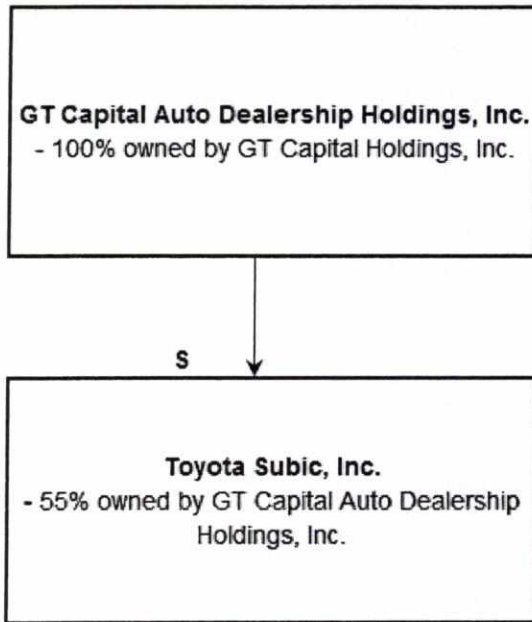 GT Capital Auto Dealership Holdings, Inc.
- 100% owned by GT Capital Holdings, Inc.
S
Toyota Subic, Inc.
- 55% owned by GT Capital Auto Dealership
Holdings, Inc.